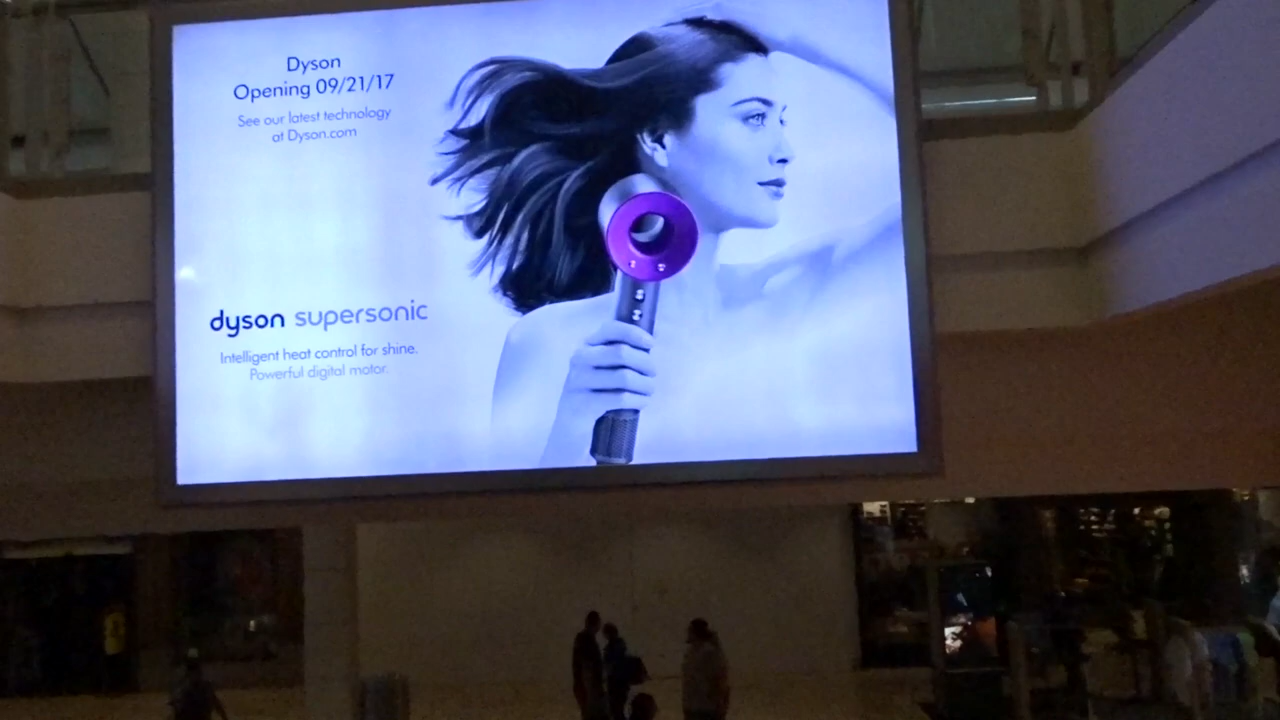 Dyson
Opening 09/21/17
See our latest technology
at Dyson.com
dyson supersonic
Intelligent heat control for shine.
Powerful digital motor.